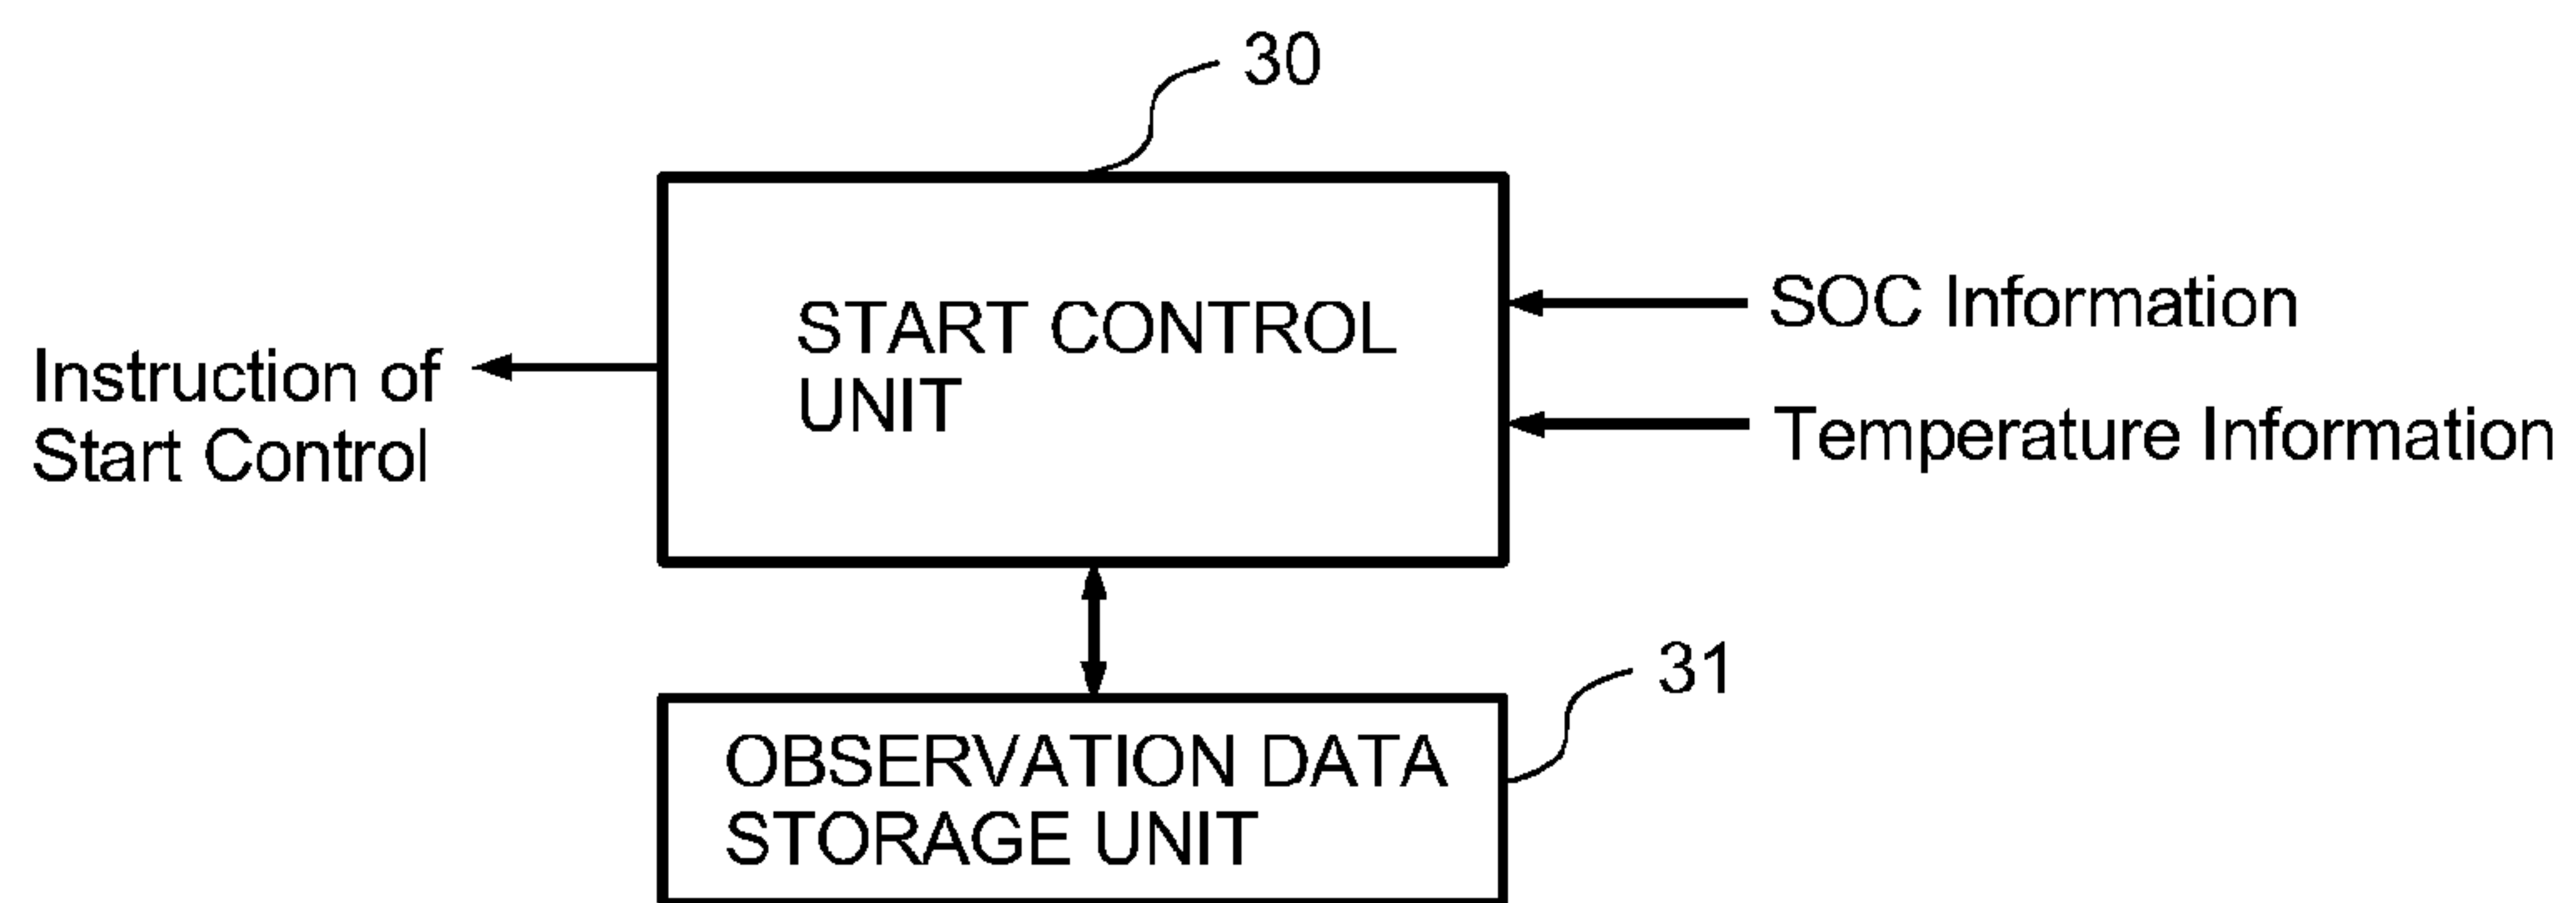 30
START CONTROL
UNIT
SOC Information
Temperature Information
Instruction of
Start Control
31
OBSERVATION DATA
STORAGE UNIT